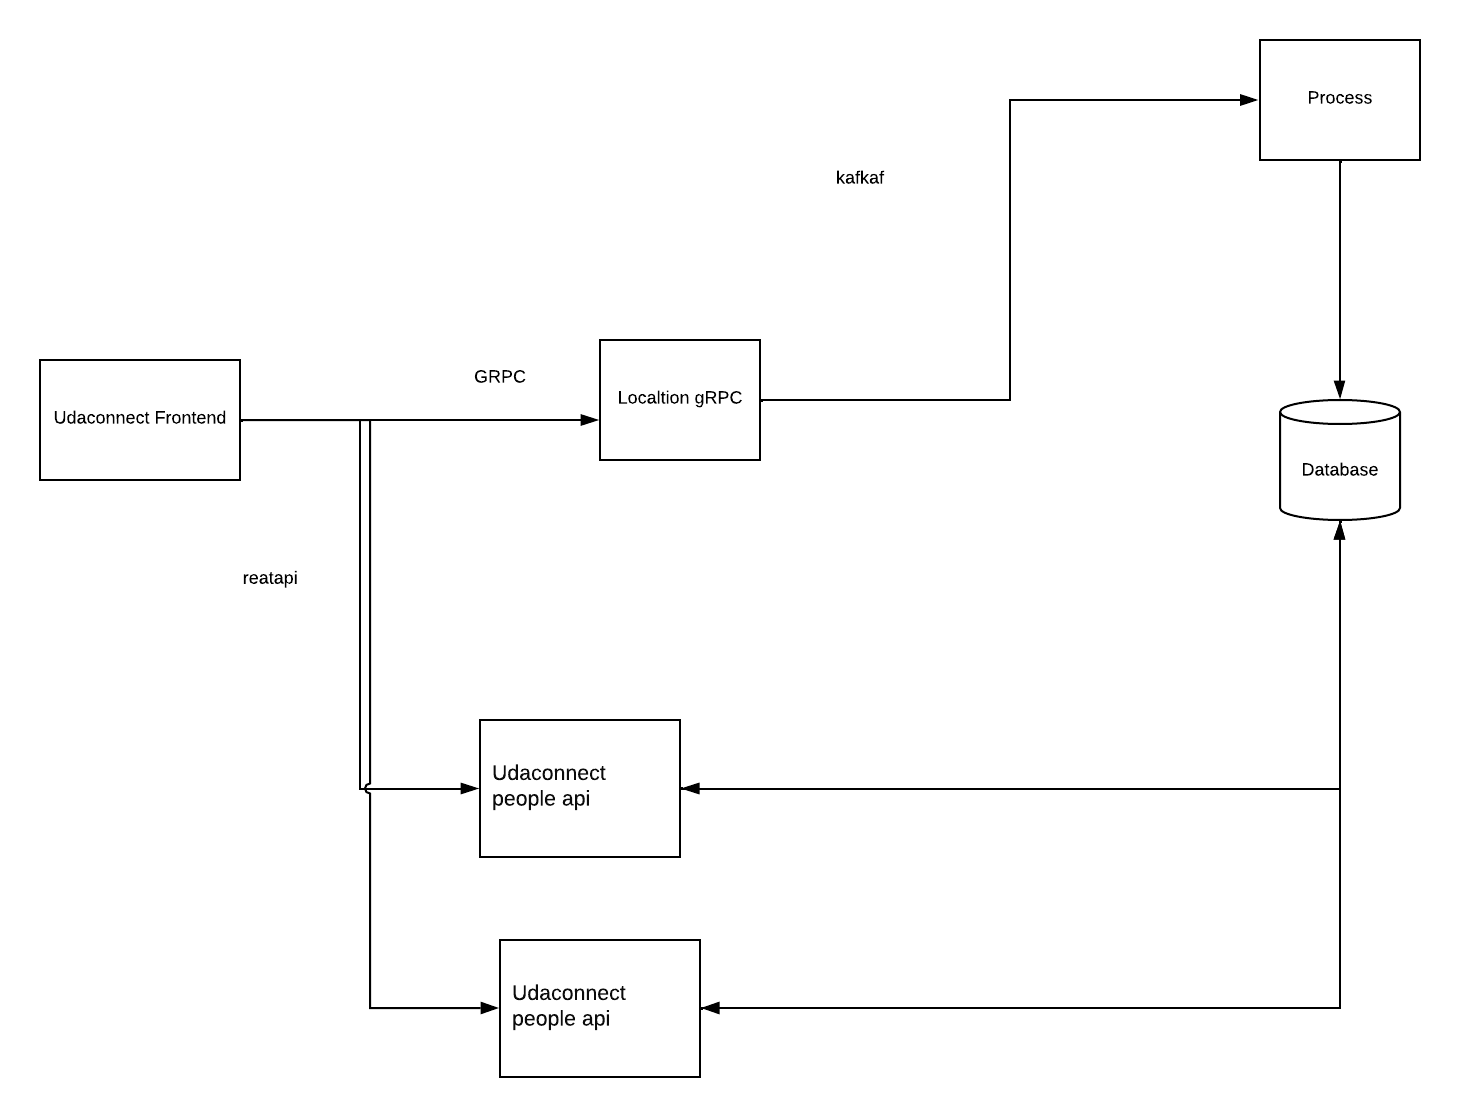 Process
kafkaf
GRPC
Localtion gRPC
Udaconnect Frontend
Database
reatapi
Udaconnect
people api
Udaconnect
people api